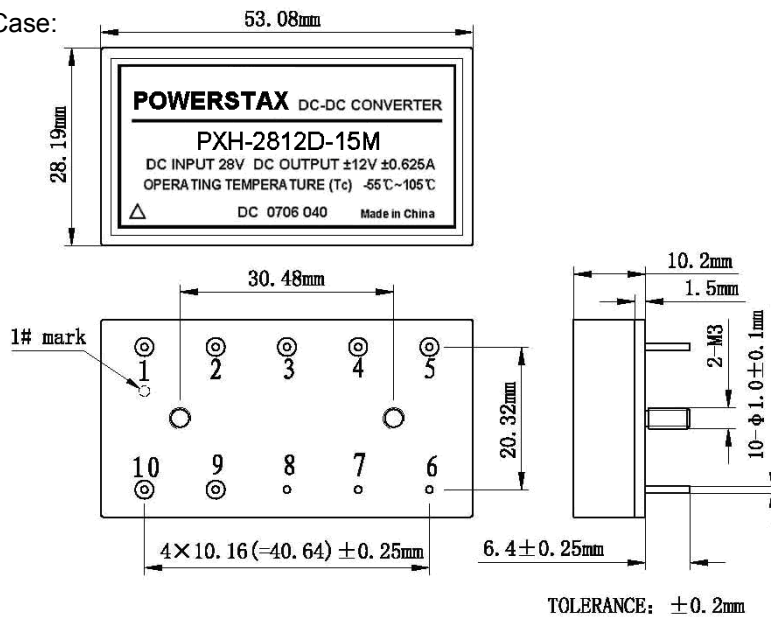 Case:
53.08mm
28.19mm
POWERSTAX DC-DC CONVERTER
PXH-2812D-15M
DC INPUT 28V DC OUTPUT ±12V ±0.625A
OPERATING TEMPERATURE (Tc) -55℃~105℃
DC 0706 040 Made in China
30.48mm
10.2mm
1.5mm
1# mark
1 2 3 4 5
2-M3
10-Φ1.0±0.1mm
20.32mm
10 9 8 7 6
4×10.16(=40.64)±0.25mm
6.4±0.25mm
TOLERANCE: ±0.2mm